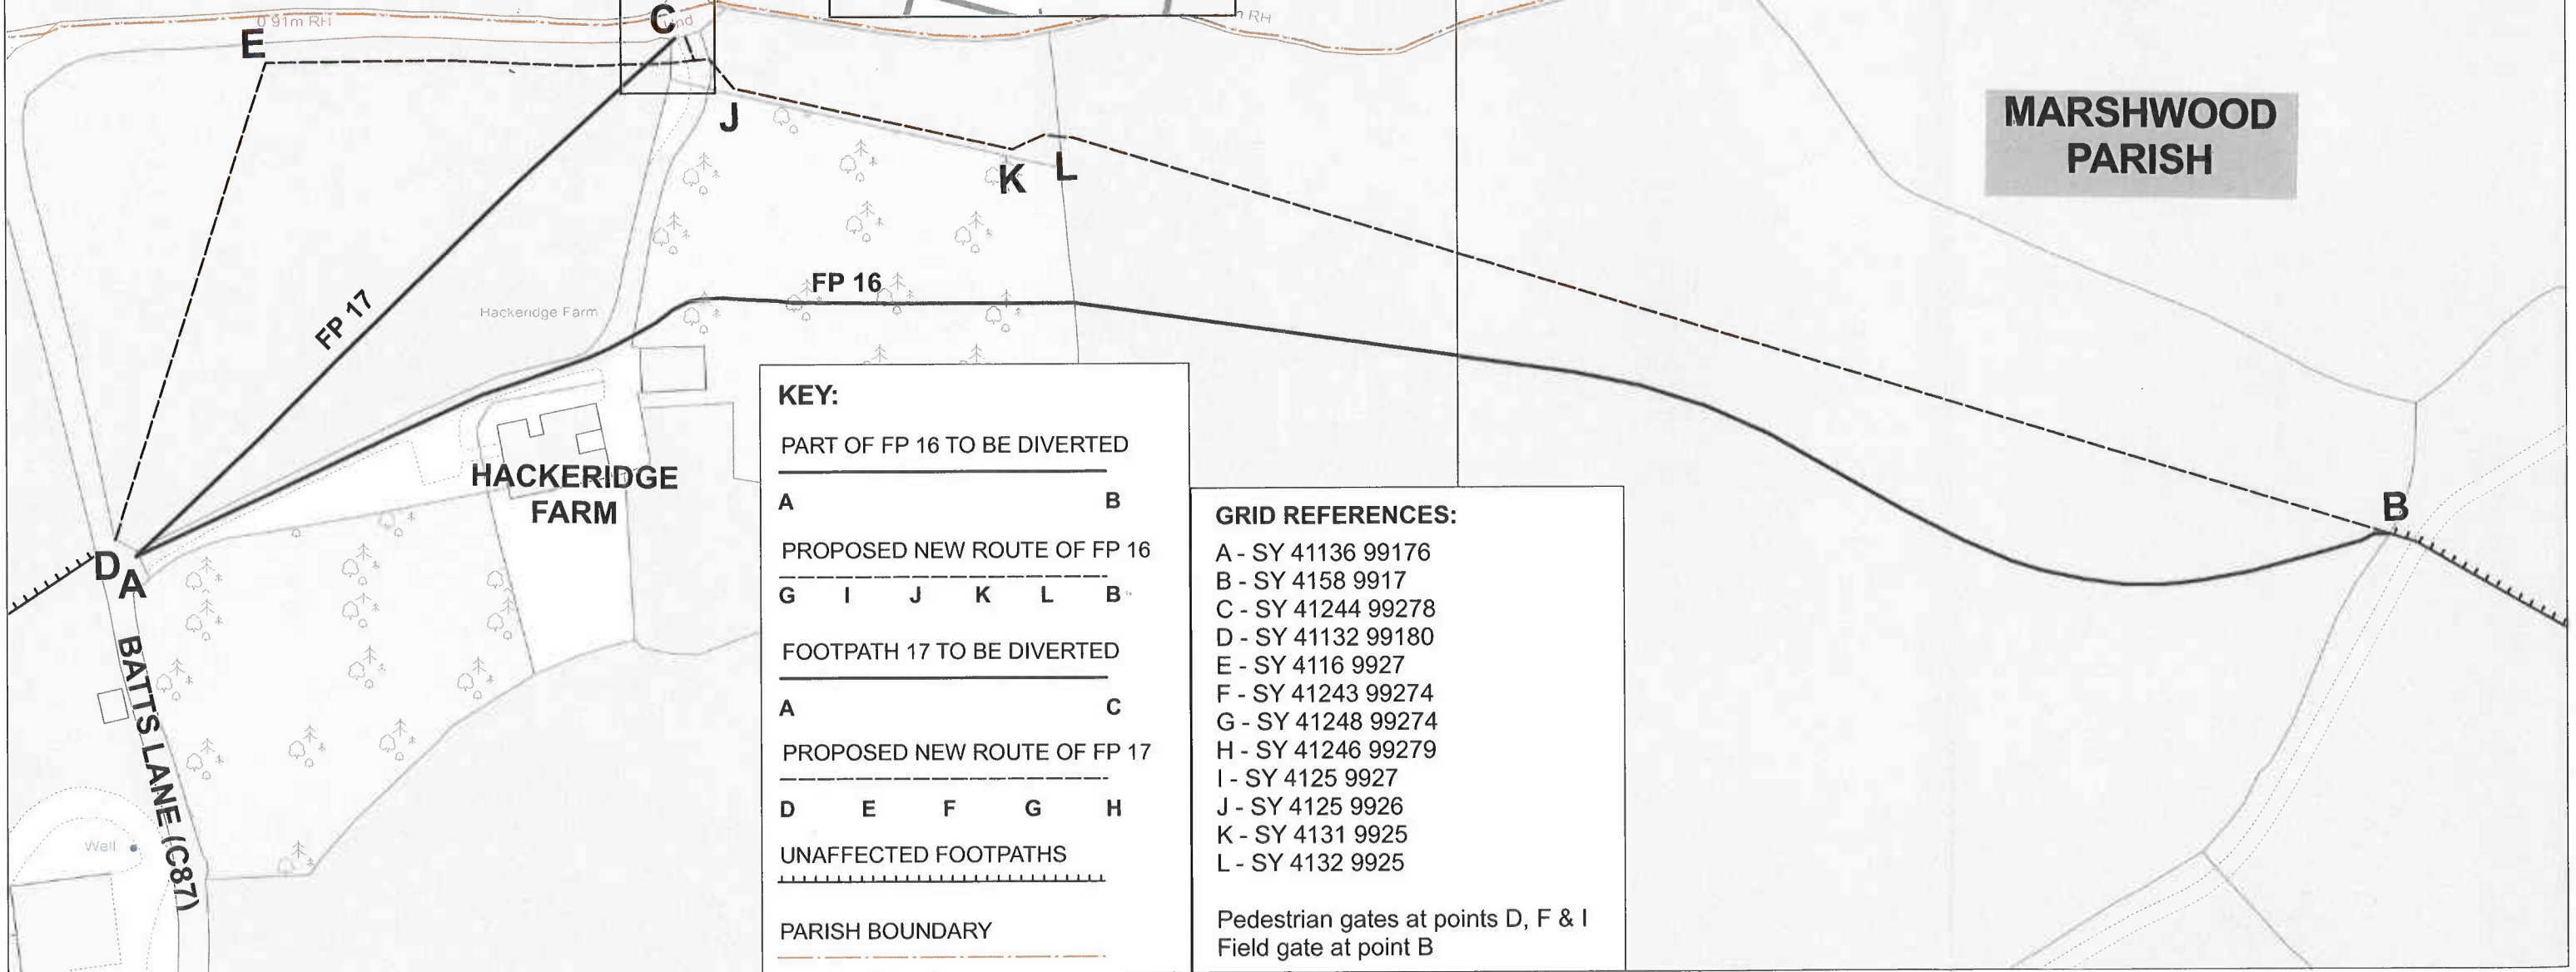 0.91m RH
E
C
Und
m RH
J
K
L
MARSHWOOD
PARISH
FP 17
FP 16
Hackeridge Farm
HACKERIDGE
FARM
D
A
B
BATTS LANE (C87)
Well
KEY:
PART OF FP 16 TO BE DIVERTED
A B
PROPOSED NEW ROUTE OF FP 16
G I J K L B
FOOTPATH 17 TO BE DIVERTED
A C
PROPOSED NEW ROUTE OF FP 17
D E F G H
UNAFFECTED FOOTPATHS
PARISH BOUNDARY
GRID REFERENCES:
A - SY 41136 99176
B - SY 4158 9917
C - SY 41244 99278
D - SY 41132 99180
E - SY 4116 9927
F - SY 41243 99274
G - SY 41248 99274
H - SY 41246 99279
I - SY 4125 9927
J - SY 4125 9926
K - SY 4131 9925
L - SY 4132 9925
Pedestrian gates at points D, F & I
Field gate at point B